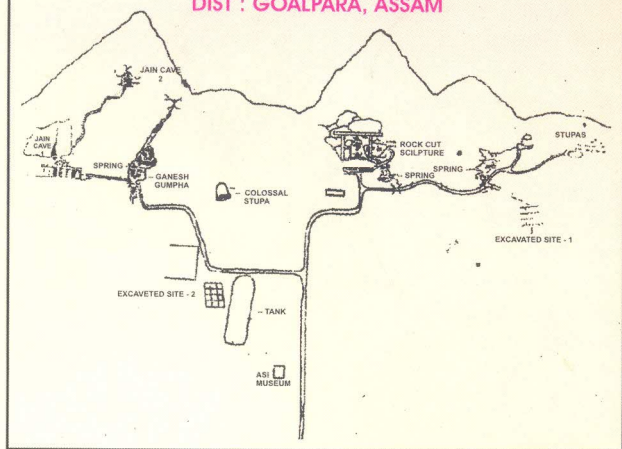 DIST : GOALPARA, ASSAM
JAIN CAVE
2
JAIN
CAVE
1
SPRING
GANESH
GUMPHA
COLOSSAL
STUPA
ROCK CUT
SCILPTURE
SPRING
SPRING
STUPAS
EXCAVATED SITE - 1
EXCAVETED SITE - 2
TANK
ASI
MUSEUM